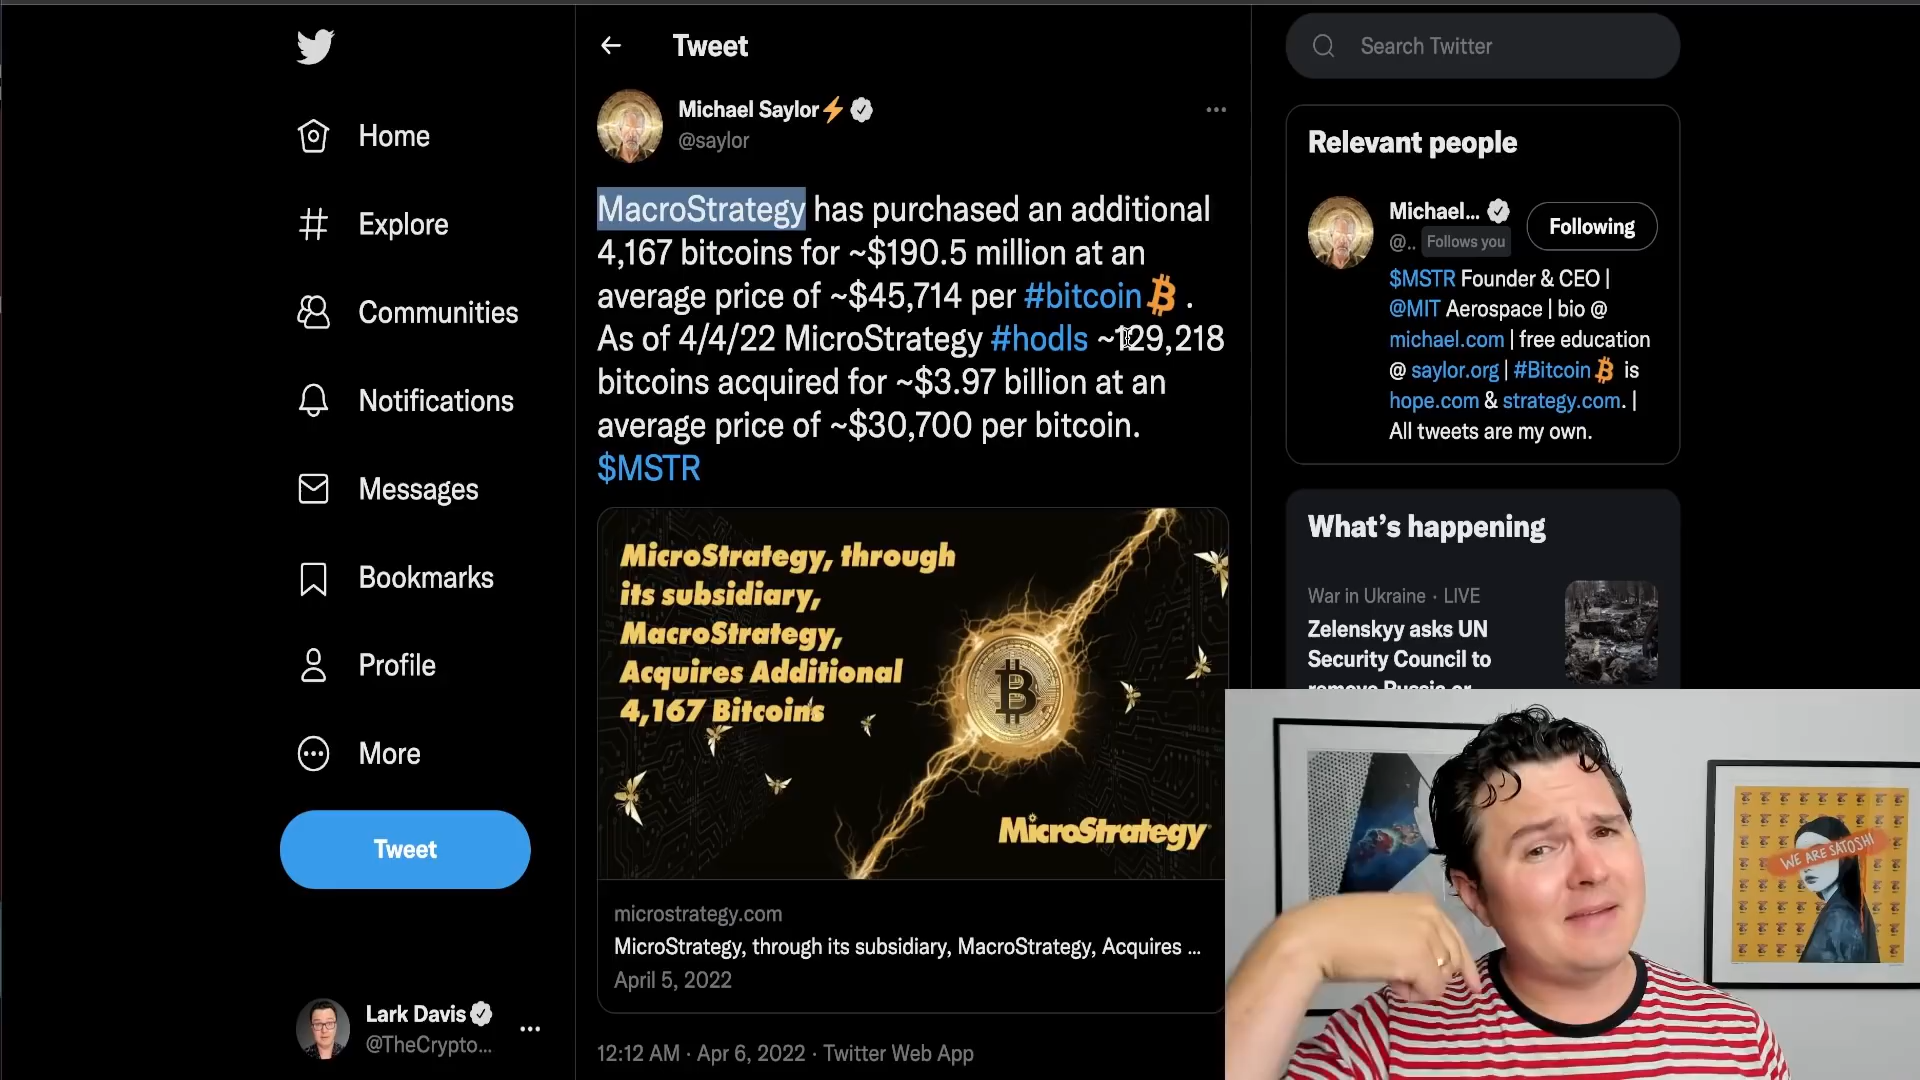 Home
Explore
Communities
Notifications
Messages
Bookmarks
Profile
More
Tweet
Lark Davis
@TheCrypto...
Tweet
Michael Saylor⚡
@saylor
MacroStrategy has purchased an additional
4,167 bitcoins for ~$190.5 million at an
average price of ~$45,714 per #bitcoin₿ .
As of 4/4/22 MicroStrategy #hodls ~129,218
bitcoins acquired for ~$3.97 billion at an
average price of ~$30,700 per bitcoin.
$MSTR
MicroStrategy, through
its subsidiary,
MacroStrategy,
Acquires Additional
4,167 Bitcoins
MicroStrategy
microstrategy.com
MicroStrategy, through its subsidiary, MacroStrategy, Acquires ...
April 5, 2022
12:12 AM · Apr 6, 2022 · Twitter Web App
Search Twitter
Relevant people
Michael...
@..
Follows you
Following
$MSTR Founder & CEO |
@MIT Aerospace | bio @
michael.com | free education
@ saylor.org | #Bitcoin₿ is
hope.com & strategy.com. |
All tweets are my own.
What's happening
War in Ukraine · LIVE
Zelenskyy asks UN
Security Council to
remove Russia or
WE ARE SATOSHI